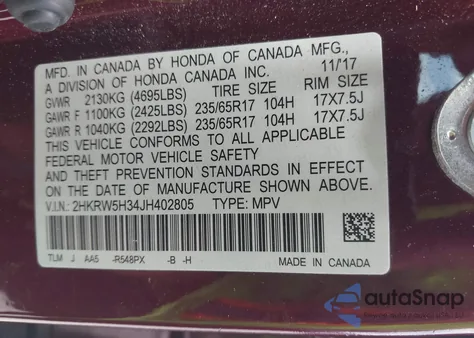 MFD. IN CANADA BY HONDA OF CANADA MFG.,
A DIVISION OF HONDA CANADA INC. 11/17
TIRE SIZE RIM SIZE
GVWR 2130KG (4695LBS)
GAWR F 1100KG (2425LBS) 235/65R17 104H 17X7.5J
GAWR R 1040KG (2292LBS) 235/65R17 104H 17X7.5J
THIS VEHICLE CONFORMS TO ALL APPLICABLE
FEDERAL MOTOR VEHICLE SAFETY
AND THEFT PREVENTION STANDARDS IN EFFECT
ON THE DATE OF MANUFACTURE SHOWN ABOVE.
V.I.N.: 2HKRW5H34JH402805 TYPE: MPV
TLM J AA5 -R548PX -B -H
MADE IN CANADA
autoSnap